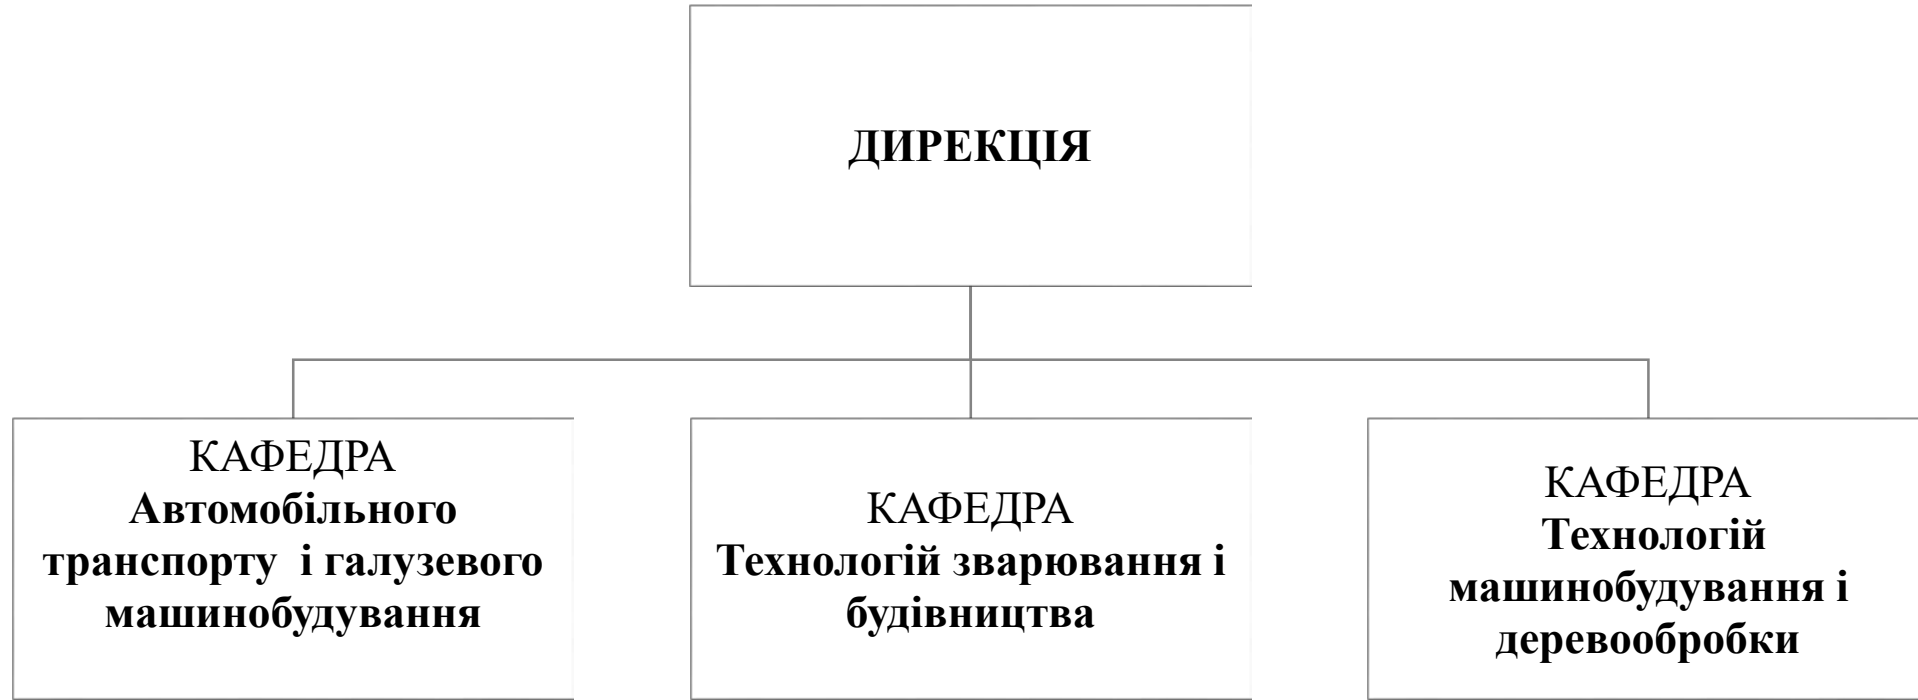 ДИРЕКЦІЯ
КАФЕДРА
Автомобільного
транспорту і галузевого
машинобудування
КАФЕДРА
Технологій зварювання і
будівництва
КАФЕДРА
Технологій
машинобудування і
деревообробки